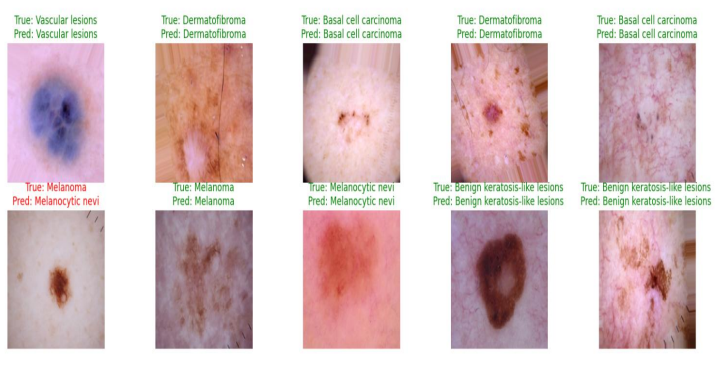 True: Vascular lesions
Pred: Vascular lesions
True: Dermatofibroma
Pred: Dermatofibroma
True: Basal cell carcinoma
Pred: Basal cell carcinoma
True: Dermatofibroma
Pred: Dermatofibroma
True: Basal cell carcinoma
Pred: Basal cell carcinoma
True: Melanoma
Pred: Melanocytic nevi
True: Melanoma
Pred: Melanoma
True: Melanocytic nevi
Pred: Melanocytic nevi
True: Benign keratosis-like lesions
Pred: Benign keratosis-like lesions
True: Benign keratosis-like lesions
Pred: Benign keratosis-like lesions